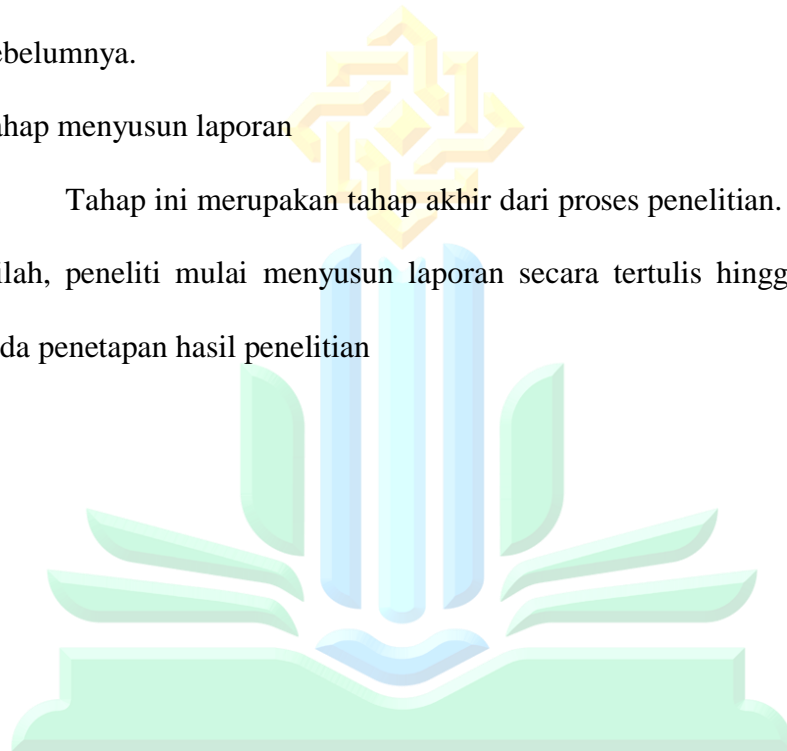 ebelumnya.
ahap menyusun laporan
Tahap ini merupakan tahap akhir dari proses penelitian.
ilah, peneliti mulai menyusun laporan secara tertulis hingg
da penetapan hasil penelitian